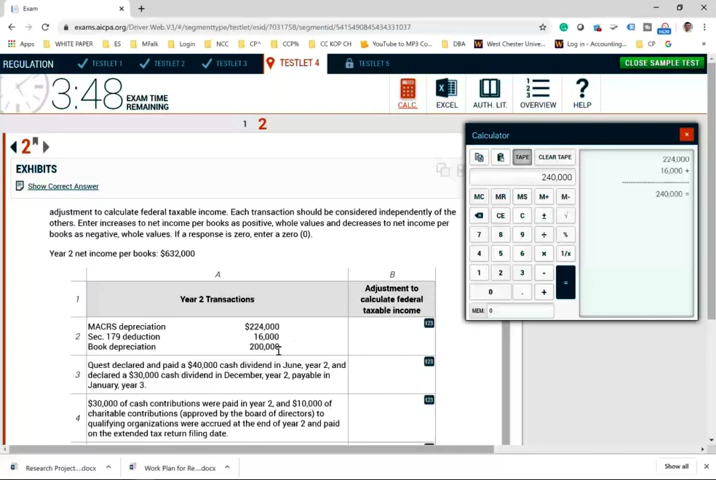 Exam
exams.aicpa.org/Driver.Web.V3/#/segmenttype/testlet/esid/7031758/segmentid/5415490845434331037
Apps WHITE PAPER ES MFalk Login NCC CP^ CCP% CC KOP CH YouTube to MP3 Co... DBA West Chester Unive... Log in - Accounting... CP
REGULATION TESTLET 1 TESTLET 2 TESTLET 3 TESTLET 4 TESTLET 5 CLOSE SAMPLE TEST
3:48 EXAM TIME
REMAINING
CALC. EXCEL AUTH. LIT. OVERVIEW HELP
1 2
2
EXHIBITS
Show Correct Answer
adjustment to calculate federal taxable income. Each transaction should be considered independently of the
others. Enter increases to net income per books as positive, whole values and decreases to net income per
books as negative, whole values. If a response is zero, enter a zero (0).
Year 2 net income per books: $632,000
A B
1 Year 2 Transactions Adjustment to
calculate federal
taxable income
MACRS depreciation $224,000 123
2 Sec. 179 deduction 16,000
Book depreciation 200,000
Quest declared and paid a $40,000 cash dividend in June, year 2, and 123
3 declared a $30,000 cash dividend in December, year 2, payable in
January, year 3.
$30,000 of cash contributions were paid in year 2, and $10,000 of 123
charitable contributions (approved by the board of directors) to
4 qualifying organizations were accrued at the end of year 2 and paid
on the extended tax return filing date.
Calculator
TAPE CLEAR TAPE
240,000
MC MR MS M+ M-
CE C ± √
7 8 9 ÷ %
4 5 6 × 1/x
1 2 3 - =
0 . +
MEM: 0
224,000
16,000 +
240,000 =
Research Project....docx Work Plan for Re....docx Show all